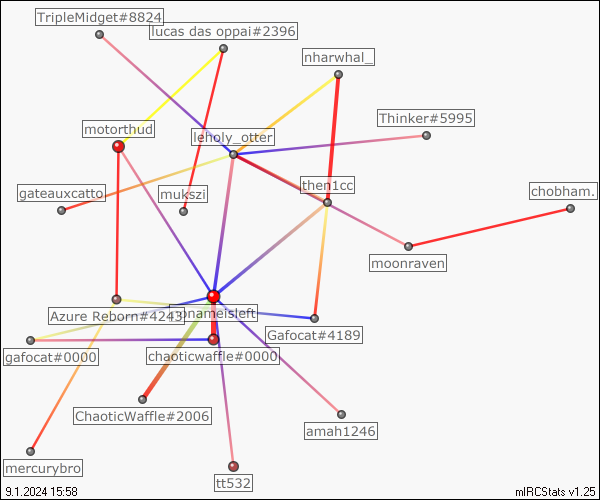 TripleMidget#8824
lucas das oppai#2396
nharwhal_
Thinker#5995
motorthud
leholy_otter
then1cc
gateauxcatto
mukszi
chobham.
moonraven
Azure Reborn#4243
nonameisleft
Gafocat#4189
gafocat#0000
chaoticwaffle#0000
ChaoticWaffle#2006
amah1246
mercurybro
tt532
9.1.2024 15:58
mIRCStats v1.25